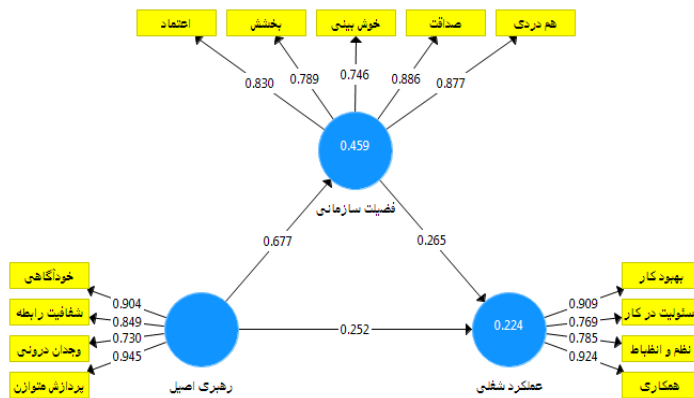 اعتماد
بخشش
خوش بینی
صداقت
هم دردی
0.830
0.789
0.746
0.886
0.877
0.459
فضیلت سازمانی
0.677
0.265
خودآگاهی
شفافیت رابطه
وجدان درونی
پردازش متوازن
0.904
0.849
0.730
0.945
رهبری اصیل
0.252
0.224
عملکرد شغلی
0.909
0.769
0.785
0.924
بهبود کار
سئولیت در کار
نظم و انظباط
همکاری